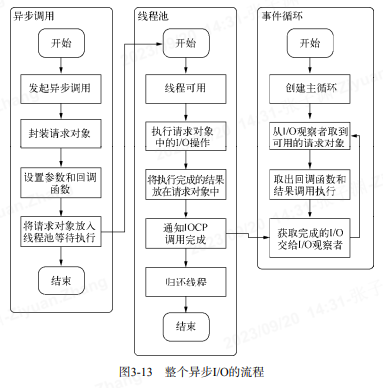 异步调用
开始
发起异步调用
封装请求对象
设置参数和回调
函数
将请求对象放入
线程池等待执行
结束
线程池
开始
线程可用
执行请求对象
中的I/O操作
将执行完成的结果
放在请求对象中
通知IOCP
调用完成
归还线程
结束
事件循环
开始
创建主循环
从I/O观察者取到
可用的请求对象
取出回调函数和
结果调用执行
获取完成的I/O
交给I/O观察者
图3-13 整个异步I/O的流程